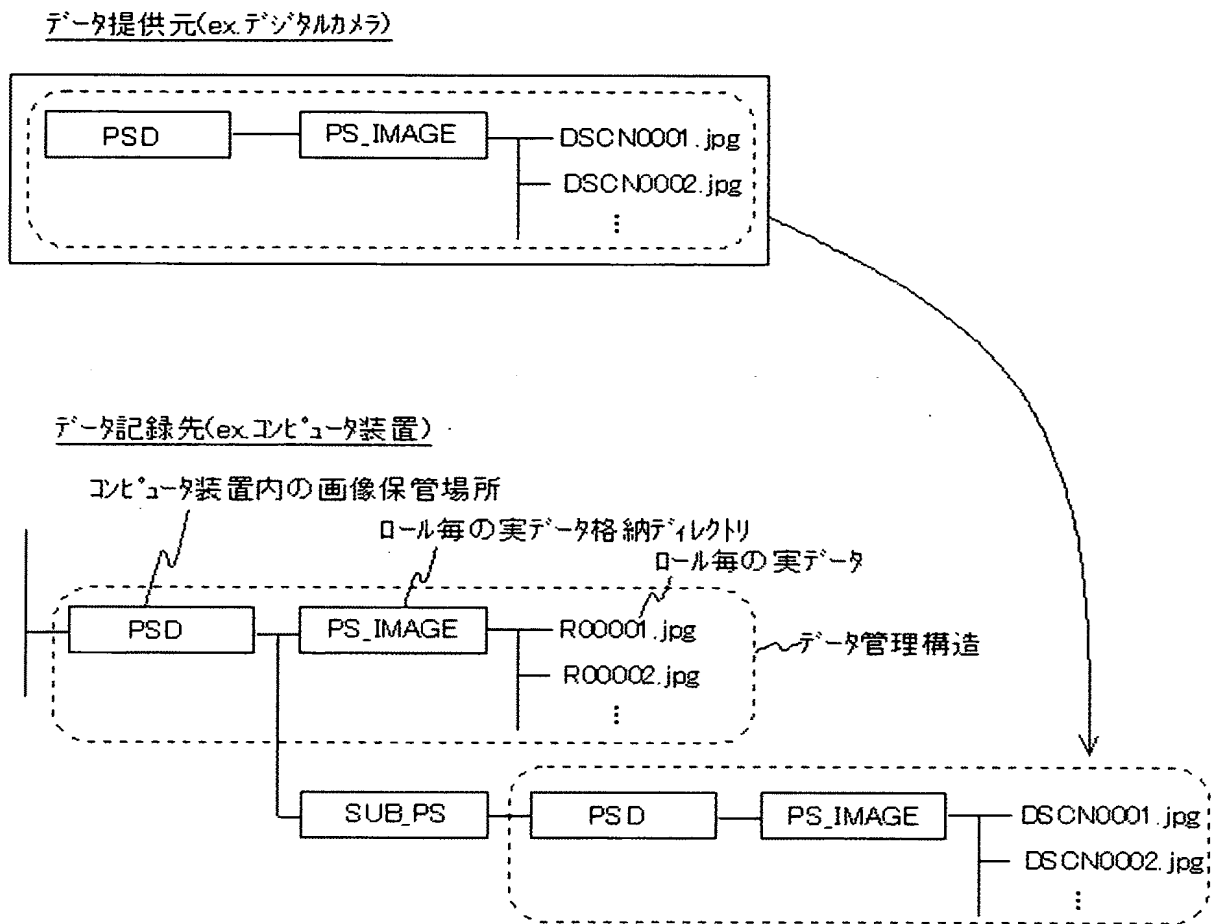 データ提供元(ex.デジタルカメラ)
PSD
PS_IMAGE
DSCN0001.jpg
DSCN0002.jpg
⋮
データ記録先(ex.コンピュータ装置)
コンピュータ装置内の画像保管場所
ロール毎の実データ格納ディレクトリ
ロール毎の実データ
PSD
PS_IMAGE
R00001.jpg
データ管理構造
R00002.jpg
⋮
SUB_PS
PSD
PS_IMAGE
DSCN0001.jpg
DSCN0002.jpg
⋮